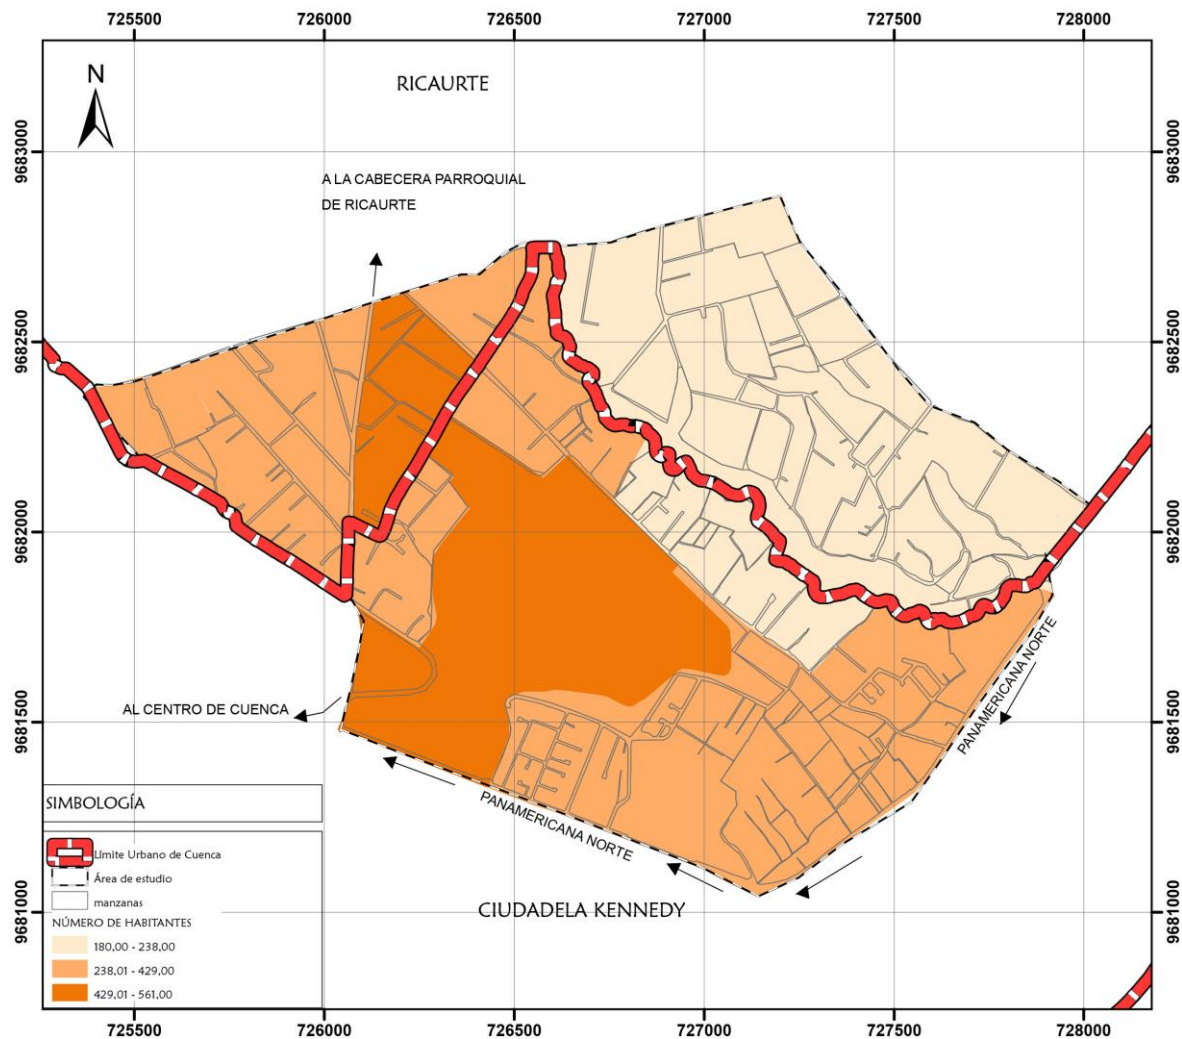 725500 726000 726500 727000 727500 728000
N
RICAURTE
9683000 9683000
A LA CABECERA PARROQUIAL
DE RICAURTE
9682500 9682500
9682000 9682000
AL CENTRO DE CUENCA
PANAMERICANA NORTE
9681500 9681500
PANAMERICANA NORTE
CIUDADELA KENNEDY
9681000 9681000
SIMBOLOGÍA
Límite Urbano de Cuenca
Área de estudio
manzanas
NÚMERO DE HABITANTES
180,00 - 238,00
238,01 - 429,00
429,01 - 561,00
725500 726000 726500 727000 727500 728000